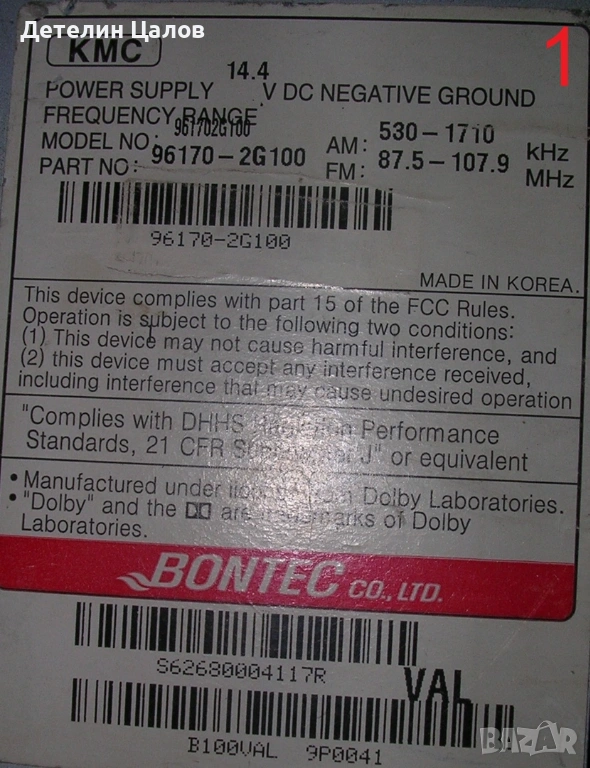 Детелин Цалов
1
KMC
14.4
POWER SUPPLY V DC NEGATIVE GROUND
FREQUENCY RANGE
961702G100
MODEL NO: AM: 530-1710 kHz
PART NO: 96170-2G100 FM: 87.5-107.9 MHz
96170-2G100
MADE IN KOREA.
This device complies with part 15 of the FCC Rules.
Operation is subject to the following two conditions:
(1) This device may not cause harmful interference, and
(2) this device must accept any interference received,
including interference that may cause undesired operation
"Complies with DHHS Performance
Standards, 21 CFR J" or equivalent
• Manufactured under from Dolby Laboratories.
• "Dolby" and the are trademarks of Dolby
Laboratories.
BONTEC CO., LTD.
S62680004117R
VAL
B100VAL 9P0041
BAZAR